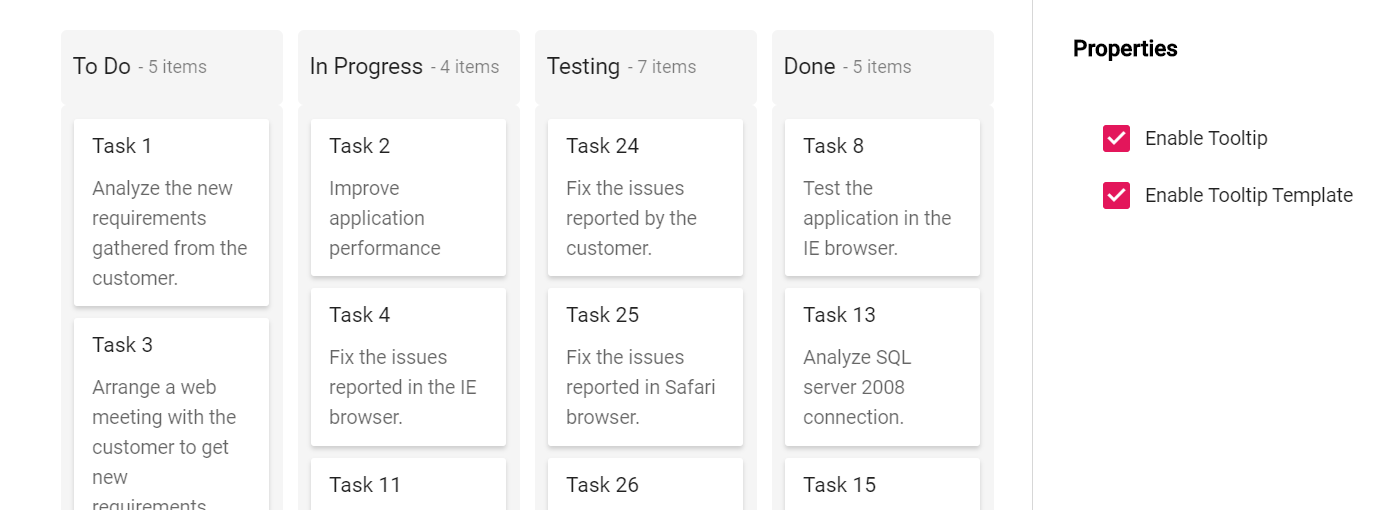 To Do - 5 items
Task 1
Analyze the new
requirements
gathered from the
customer.
Task 3
Arrange a web
meeting with the
customer to get
new
requirements
In Progress - 4 items
Task 2
Improve
application
performance
Task 4
Fix the issues
reported in the IE
browser.
Task 11
Testing - 7 items
Task 24
Fix the issues
reported by the
customer.
Task 25
Fix the issues
reported in Safari
browser.
Task 26
Done - 5 items
Task 8
Test the
application in the
IE browser.
Task 13
Analyze SQL
server 2008
connection.
Task 15
Properties
Enable Tooltip
Enable Tooltip Template